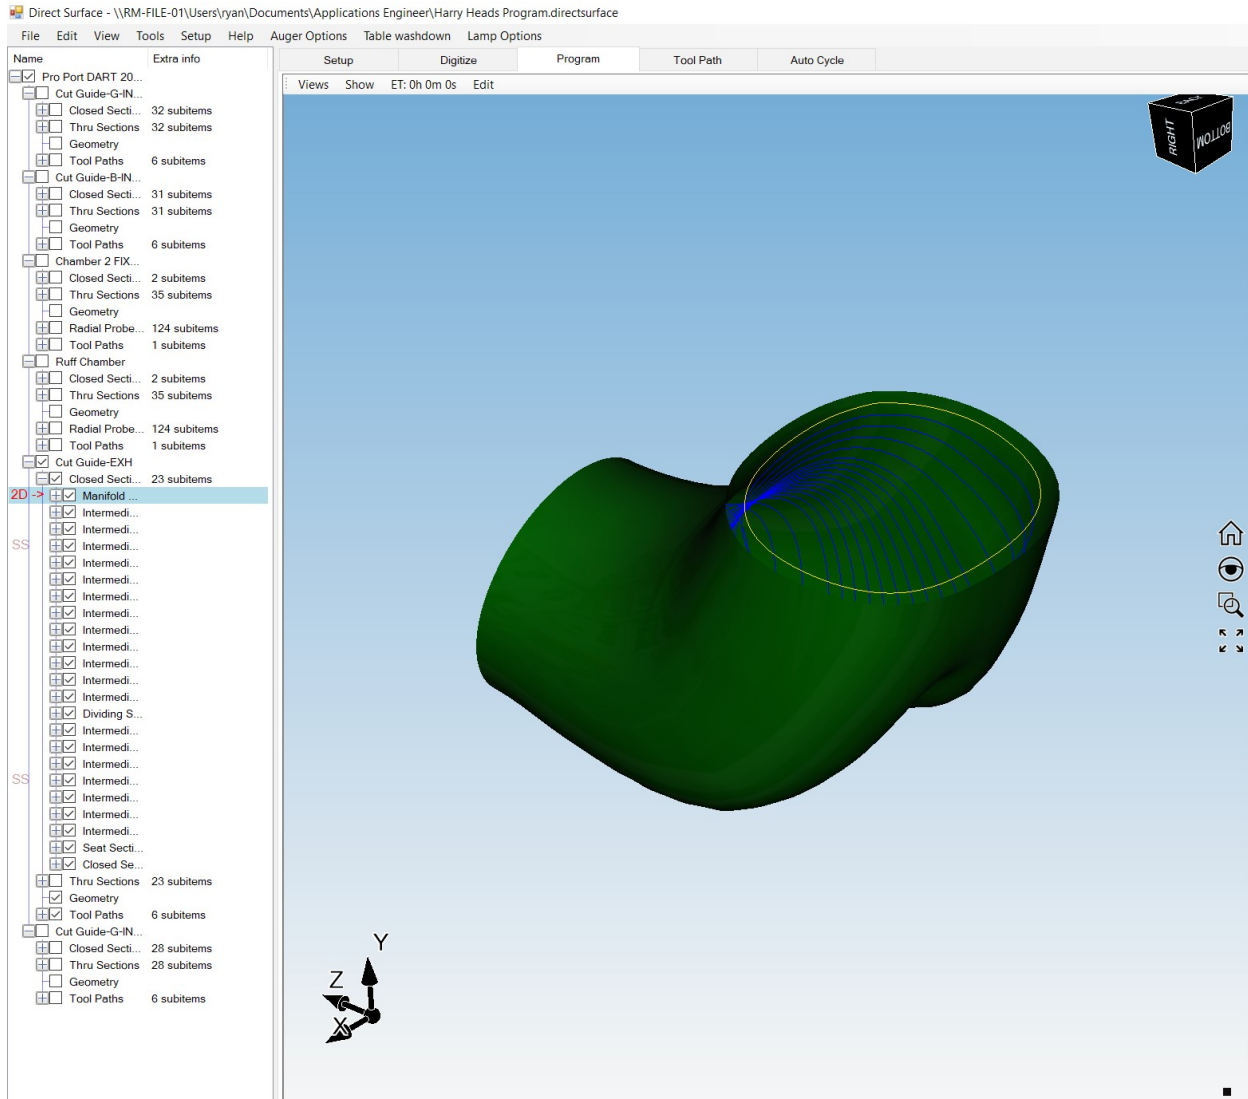 Direct Surface - \\RM-FILE-01\Users\ryan\Documents\Applications Engineer\Harry Heads Program.directsurface
File Edit View Tools Setup Help Auger Options Table washdown Lamp Options
Name Extra info
Setup Digitize Program Tool Path Auto Cycle
Views Show ET: 0h 0m 0s Edit
Pro Port DART 20...
Cut Guide-G-IN...
Closed Secti... 32 subitems
Thru Sections 32 subitems
Geometry
Tool Paths 6 subitems
Cut Guide-B-IN...
Closed Secti... 31 subitems
Thru Sections 31 subitems
Geometry
Tool Paths 6 subitems
Chamber 2 FIX...
Closed Secti... 2 subitems
Thru Sections 35 subitems
Geometry
Radial Probe... 124 subitems
Tool Paths 1 subitems
Ruff Chamber
Closed Secti... 2 subitems
Thru Sections 35 subitems
Geometry
Radial Probe... 124 subitems
Tool Paths 1 subitems
Cut Guide-EXH
Closed Secti... 23 subitems
2D -> Manifold ...
Intermedi...
Intermedi...
SS Intermedi...
Intermedi...
Intermedi...
Intermedi...
Intermedi...
Intermedi...
Intermedi...
Intermedi...
Intermedi...
Intermedi...
Dividing S...
Intermedi...
Intermedi...
Intermedi...
SS Intermedi...
Intermedi...
Intermedi...
Intermedi...
Seat Secti...
Closed Se...
Thru Sections 23 subitems
Geometry
Tool Paths 6 subitems
Cut Guide-G-IN...
Closed Secti... 28 subitems
Thru Sections 28 subitems
Geometry
Tool Paths 6 subitems
BACK
RIGHT
BOTTOM
Y
Z
X